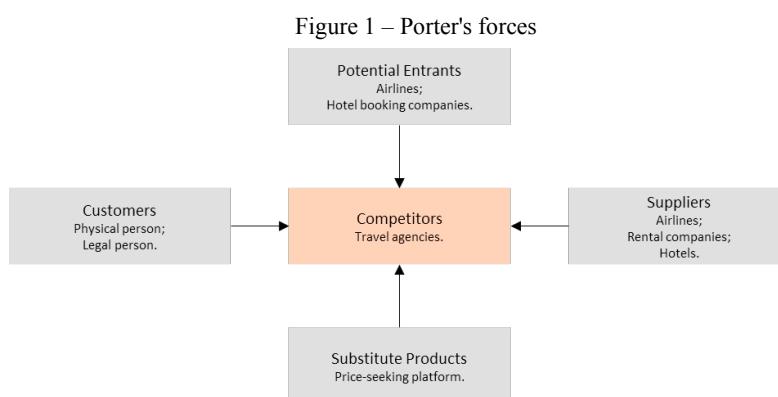 Figure 1 – Porter's forces
Potential Entrants
Airlines;
Hotel booking companies.
Customers
Physical person;
Legal person.
Competitors
Travel agencies.
Suppliers
Airlines;
Rental companies;
Hotels.
Substitute Products
Price-seeking platform.